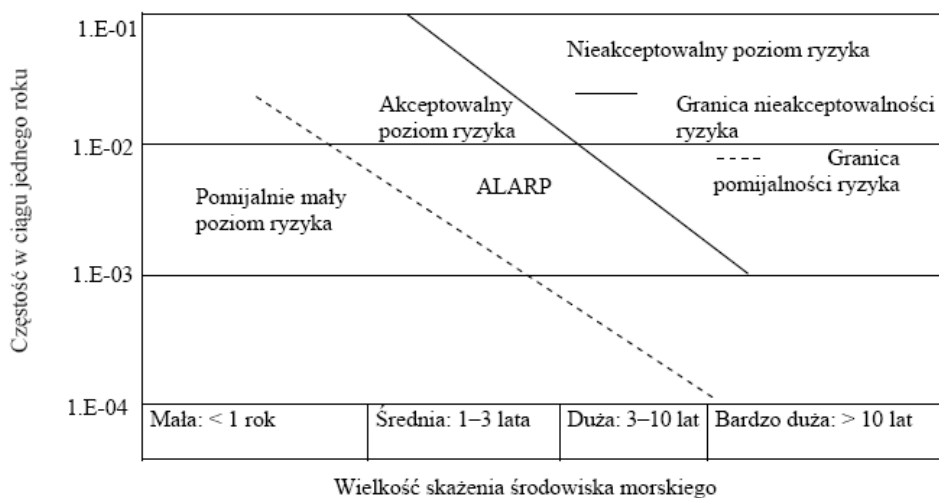 Częstość w ciągu jednego roku
1.E-01
1.E-02
1.E-03
1.E-04
Nieakceptowalny poziom ryzyka
Akceptowalny
poziom ryzyka
Granica nieakceptowalności
ryzyka
Granica
pomijalności ryzyka
ALARP
Pomijalnie mały
poziom ryzyka
Mała: < 1 rok
Średnia: 1–3 lata
Duża: 3–10 lat
Bardzo duża: > 10 lat
Wielkość skażenia środowiska morskiego